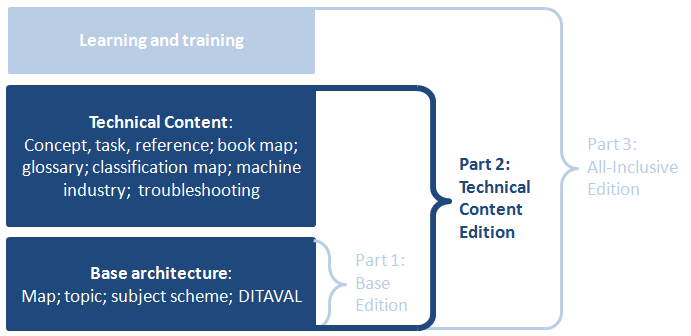 Learning and training
Technical Content:
Concept, task, reference; book map;
glossary; classification map; machine
industry; troubleshooting
Base architecture:
Map; topic; subject scheme; DITAVAL
Part 1:
Base
Edition
Part 2:
Technical
Content
Edition
Part 3:
All-Inclusive
Edition